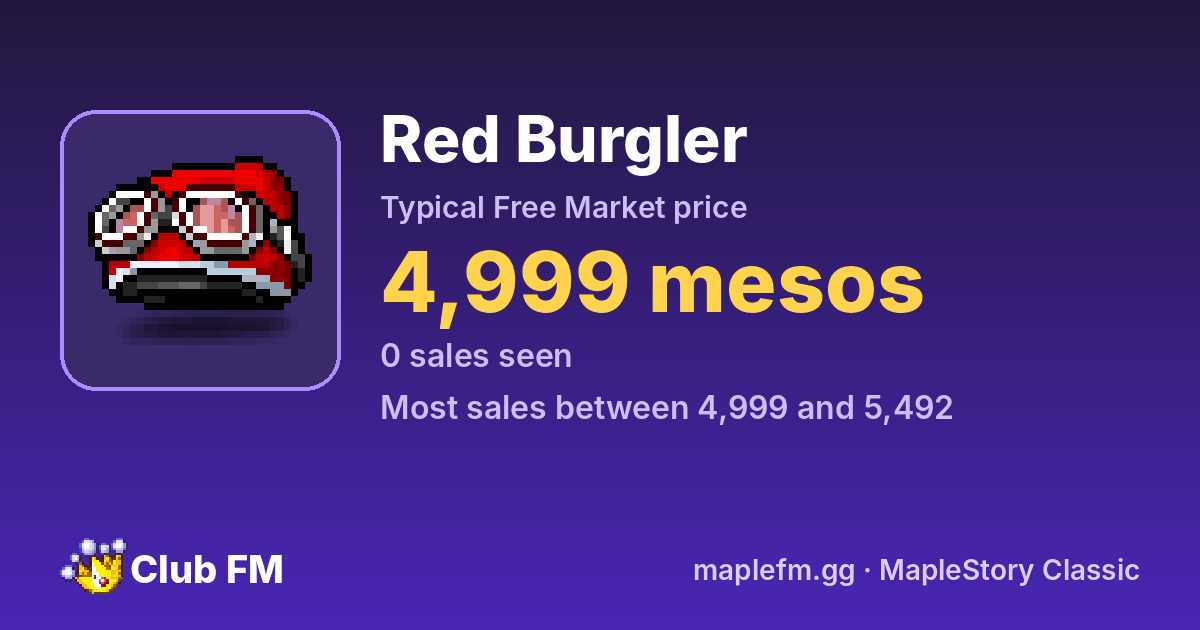 Red Burgler
Typical Free Market price
4,999 mesos
0 sales seen
Most sales between 4,999 and 5,492
Club FM
maplefm.gg · MapleStory Classic